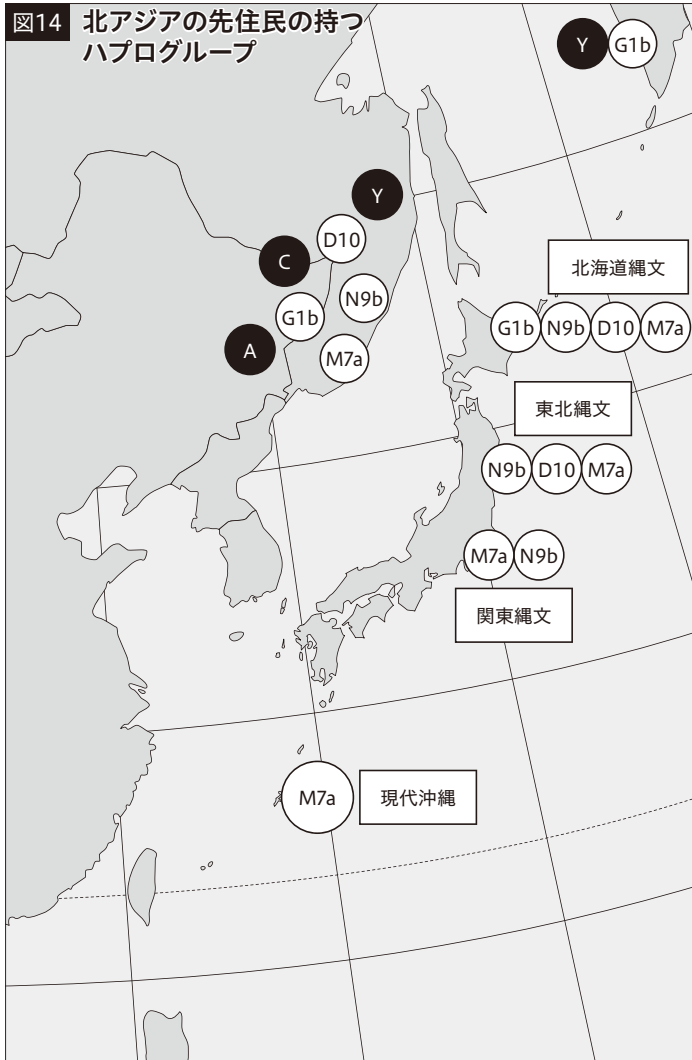 図14 北アジアの先住民の持つ
ハプログループ
Y G1b
Y
D10
C
N9b
G1b
A
M7a
北海道縄文
G1b N9b D10 M7a
東北縄文
N9b D10 M7a
M7a N9b
関東縄文
M7a 現代沖縄